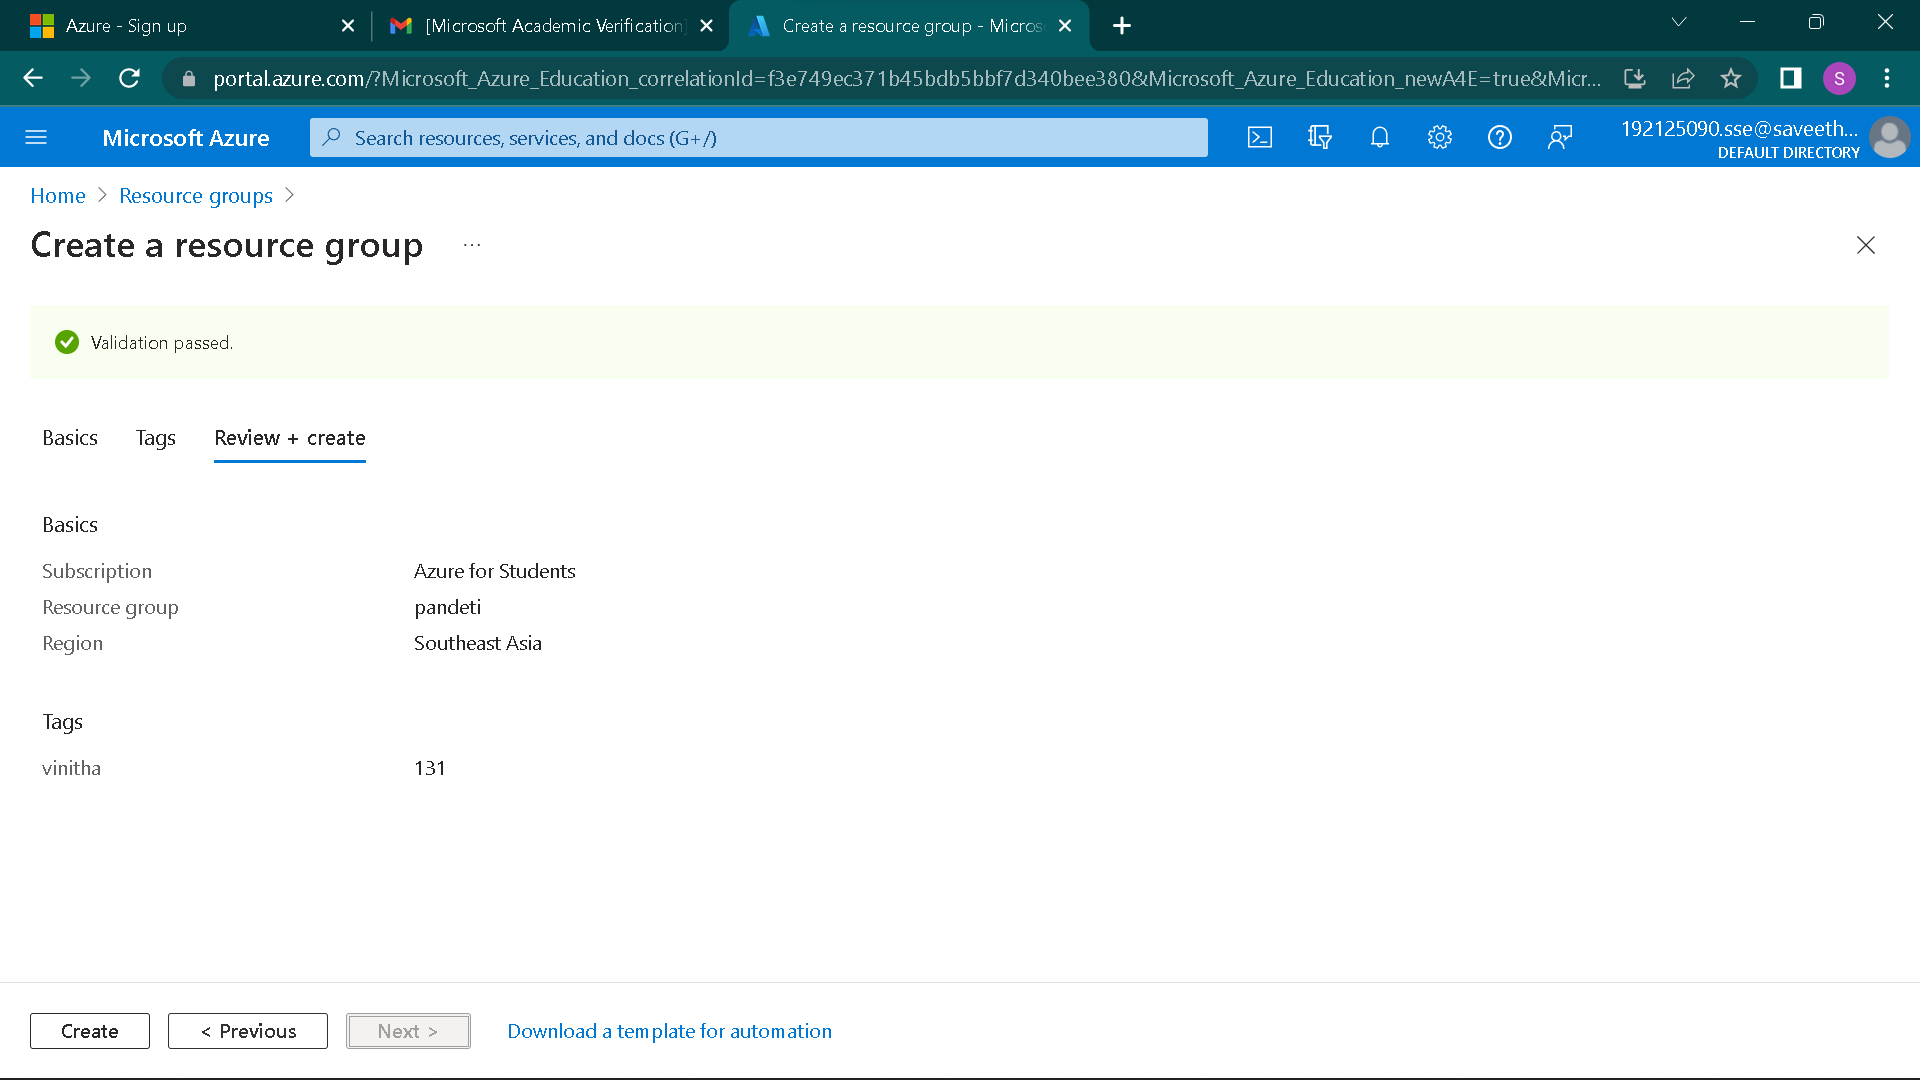 Azure - Sign up
[Microsoft Academic Verification]
Create a resource group - Micros
portal.azure.com/?Microsoft_Azure_Education_correlationId=f3e749ec371b45bdb5bbf7d340bee380&Microsoft_Azure_Education_newA4E=true&Micr...
S
Microsoft Azure
Search resources, services, and docs (G+/)
192125090.sse@saveeth...
DEFAULT DIRECTORY
Home > Resource groups >
Create a resource group ...
Validation passed.
Basics Tags Review + create
Basics
Subscription Azure for Students
Resource group pandeti
Region Southeast Asia
Tags
vinitha 131
Create < Previous Next > Download a template for automation